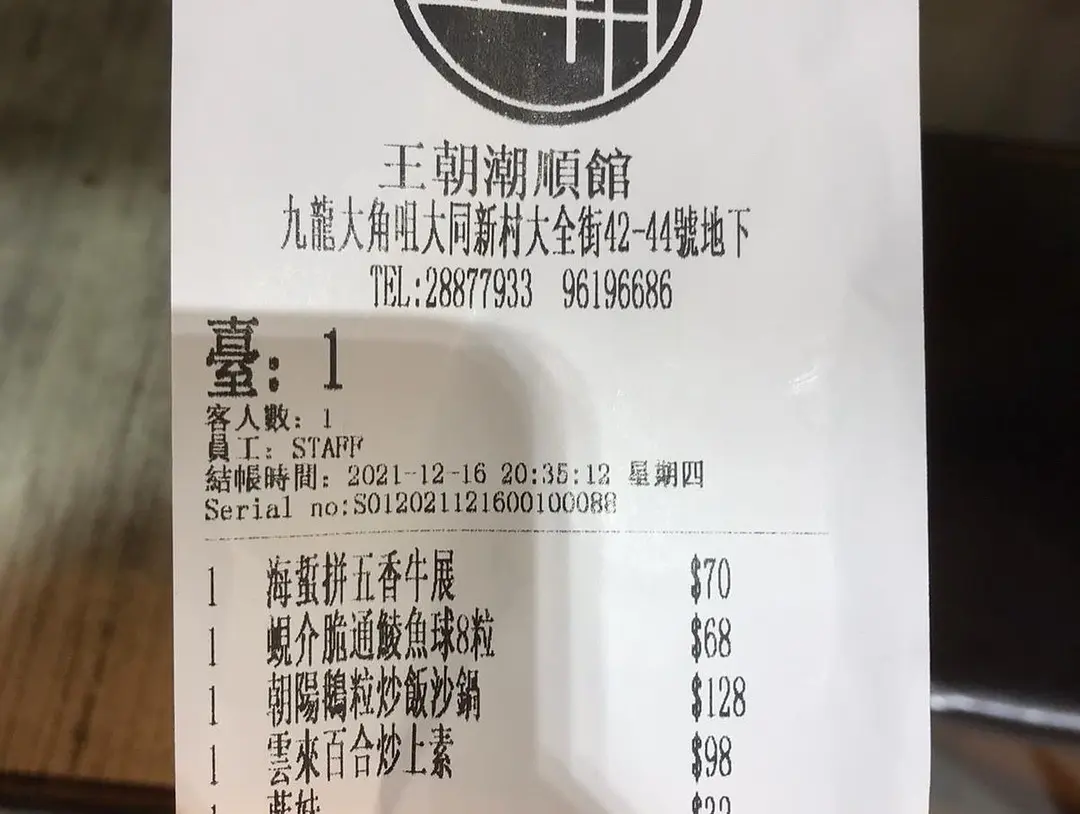 王朝潮順館
九龍大角咀大同新村大全街42-44號地下
TEL:28877933 96196686
臺: 1
客人數: 1
員工: STAFF
結帳時間: 2021-12-16 20:35:12 星期四
Serial no:S012021121600100088
1 海蜇拼五香牛展 $70
1 蜆介脆通鯪魚球8粒 $68
1 朝陽鵝粒炒飯沙鍋 $128
1 雲來百合炒上素 $98
1